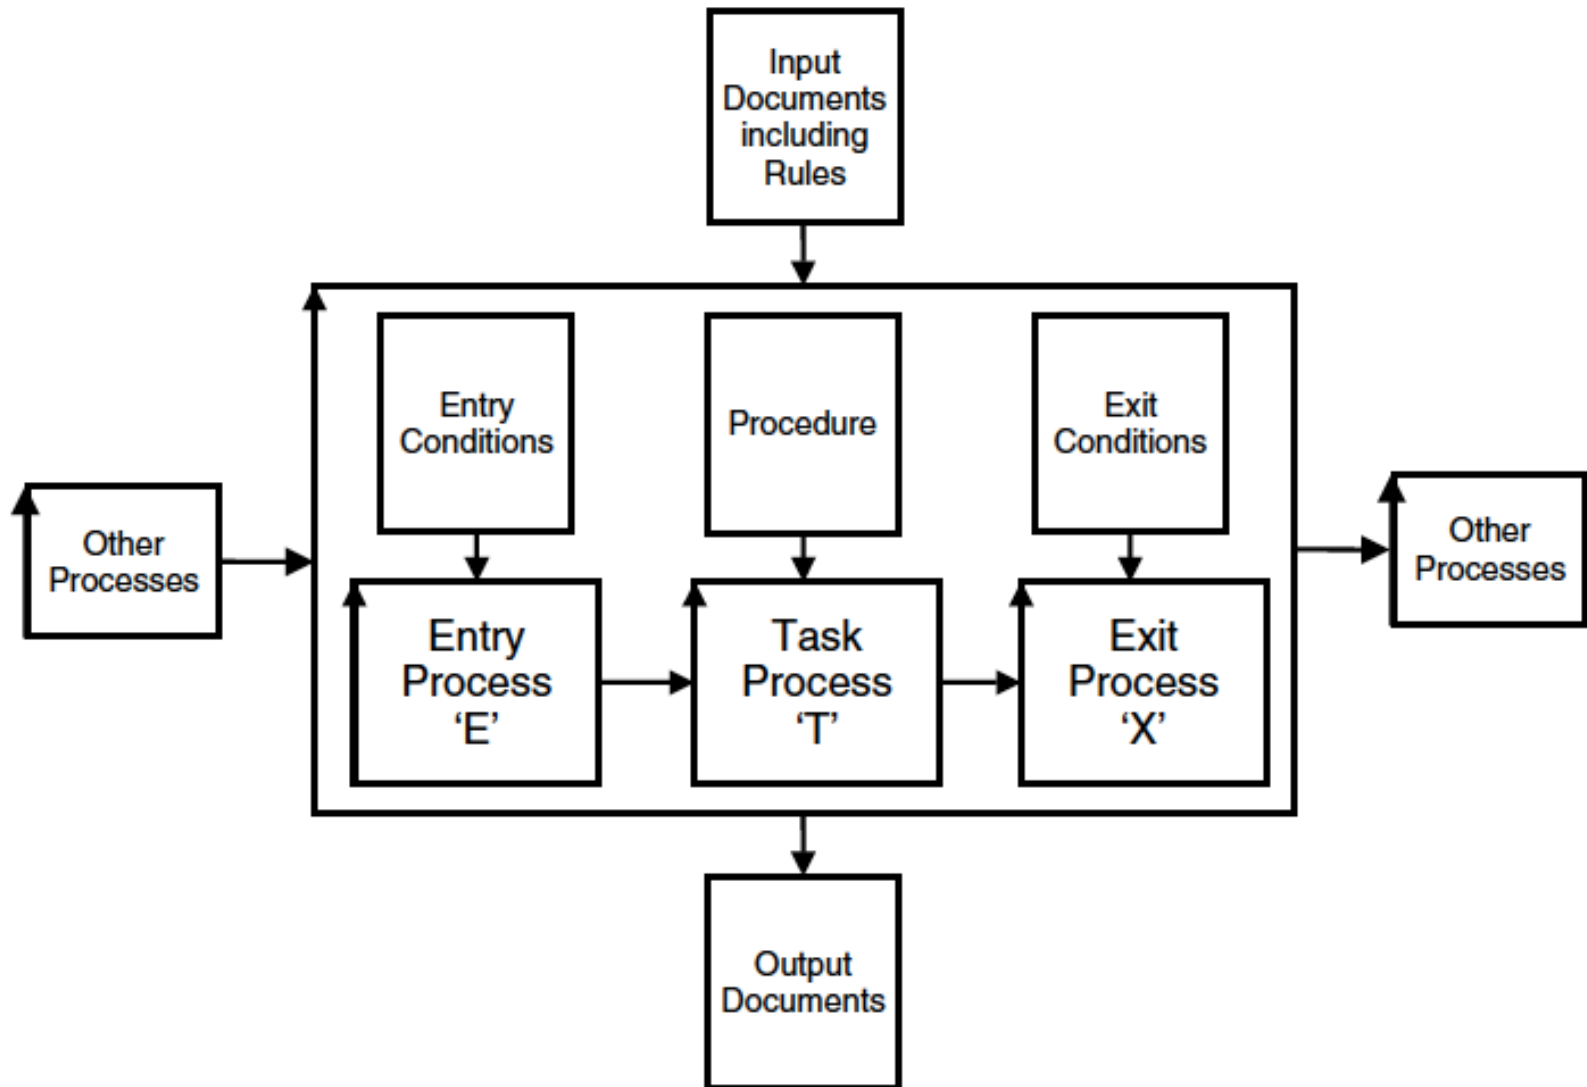 Input
Documents
including
Rules
Entry
Conditions
Procedure
Exit
Conditions
Other
Processes
Entry
Process
‘E’
Task
Process
‘T’
Exit
Process
‘X’
Other
Processes
Output
Documents